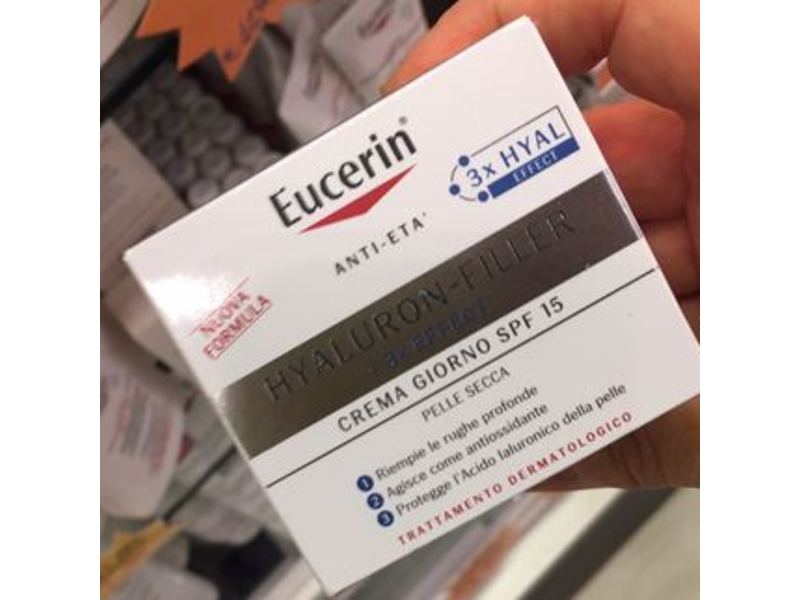 Eucerin®
3x HYAL
EFFECT
ANTI-ETA'
NUOVA
FORMULA
HYALURON-FILLER
3x EFFECT
CREMA GIORNO SPF 15
PELLE SECCA
1 Riempie le rughe profonde
2 Agisce come antiossidante
3 Protegge l'Acido Ialuronico della pelle
TRATTAMENTO DERMATOLOGICO